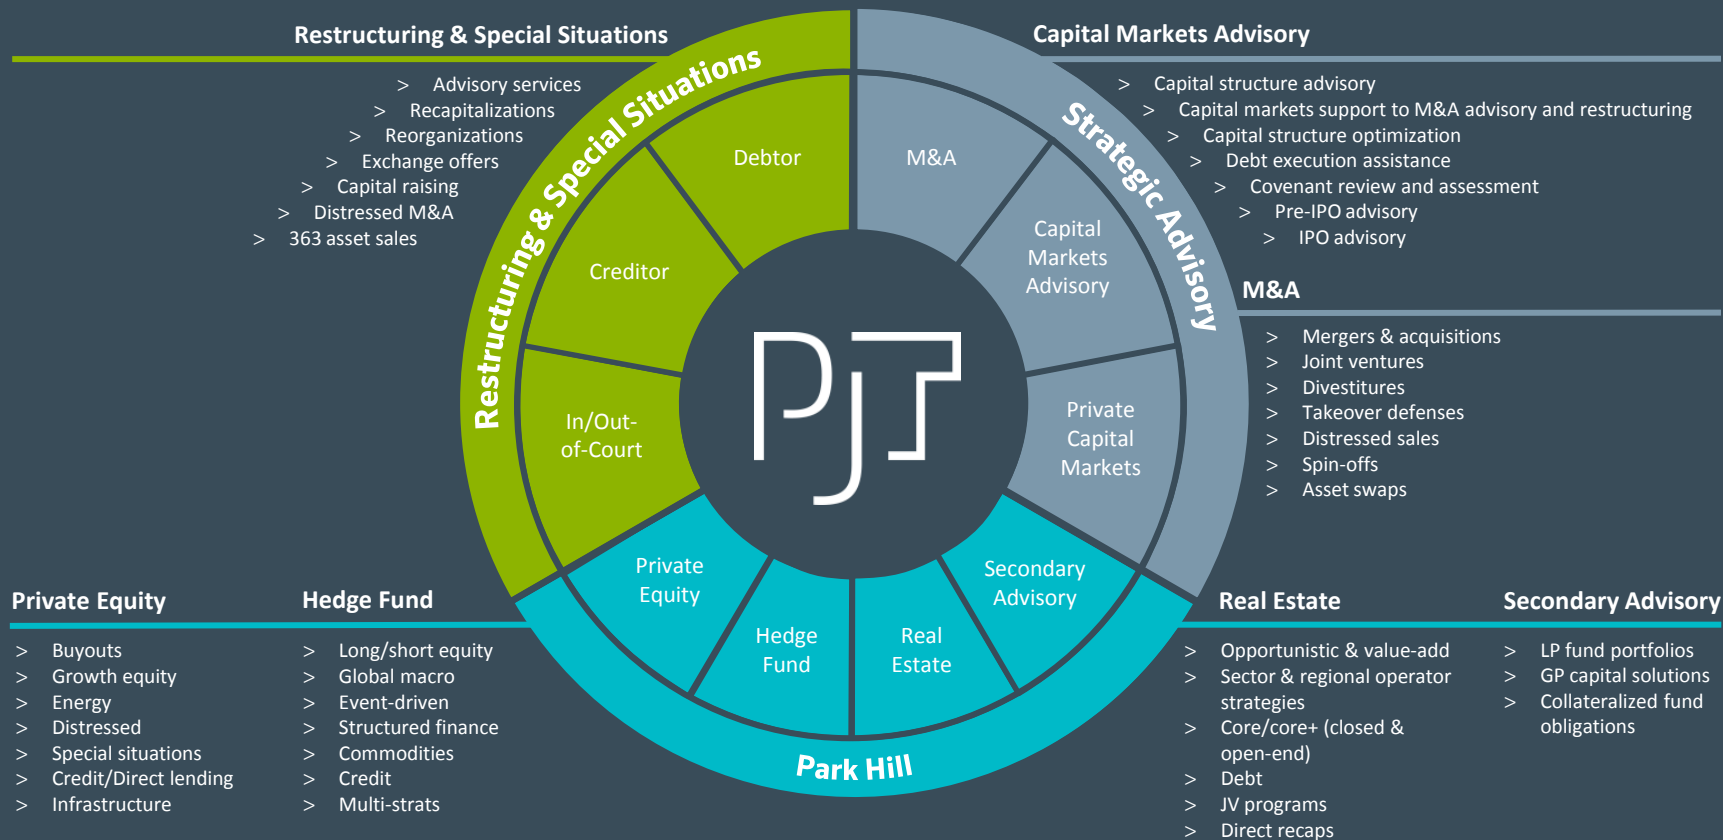 Restructuring & Special Situations
> Advisory services
> Recapitalizations
> Reorganizations
> Exchange offers
> Capital raising
> Distressed M&A
> 363 asset sales
Capital Markets Advisory
> Capital structure advisory
> Capital markets support to M&A advisory and restructuring
> Capital structure optimization
> Debt execution assistance
> Covenant review and assessment
> Pre-IPO advisory
> IPO advisory
M&A
> Mergers & acquisitions
> Joint ventures
> Divestitures
> Takeover defenses
> Distressed sales
> Spin-offs
> Asset swaps
Restructuring & Special Situations
Debtor
Creditor
In/Out-
of-Court
Strategic Advisory
M&A
Capital
Markets
Advisory
Private
Capital
Markets
PJT
Private
Equity
Hedge
Fund
Real
Estate
Secondary
Advisory
Park Hill
Private Equity
> Buyouts
> Growth equity
> Energy
> Distressed
> Special situations
> Credit/Direct lending
> Infrastructure
Hedge Fund
> Long/short equity
> Global macro
> Event-driven
> Structured finance
> Commodities
> Credit
> Multi-strats
Real Estate
> Opportunistic & value-add
> Sector & regional operator
strategies
> Core/core+ (closed &
open-end)
> Debt
> JV programs
> Direct recaps
Secondary Advisory
> LP fund portfolios
> GP capital solutions
> Collateralized fund
obligations